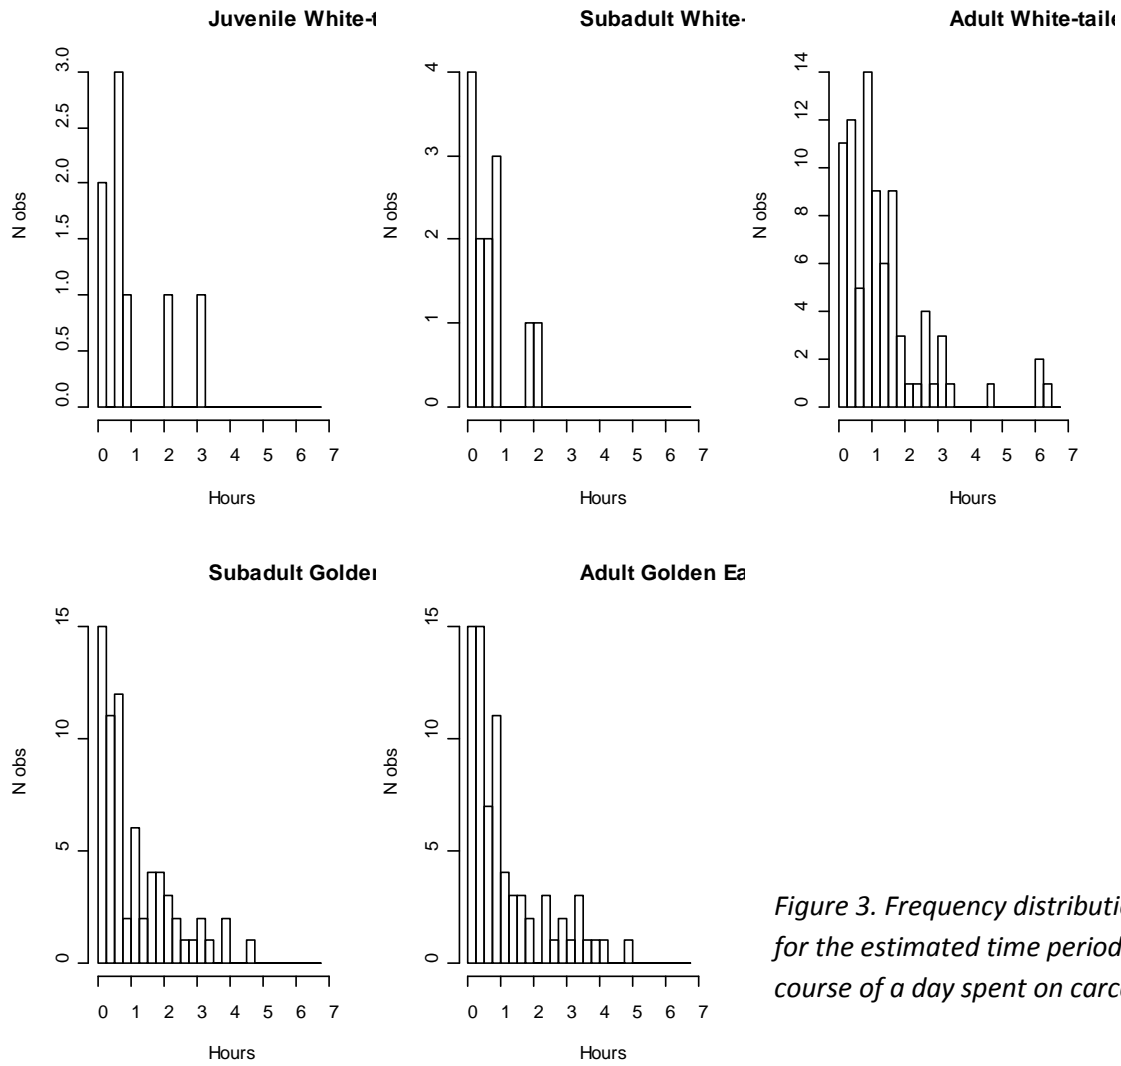 Juvenile White-t
3.0
2.5
2.0
1.5
1.0
0.5
0.0
N obs
0 1 2 3 4 5 6 7
Hours
Subadult White-
4
3
2
1
0
N obs
0 1 2 3 4 5 6 7
Hours
Adult White-taile
14
12
10
8
6
4
2
0
N obs
0 1 2 3 4 5 6 7
Hours
Subadult Golden
15
10
5
0
N obs
0 1 2 3 4 5 6 7
Hours
Adult Golden Ea
15
10
5
0
N obs
0 1 2 3 4 5 6 7
Hours
Figure 3. Frequency distributi
for the estimated time period
course of a day spent on carc